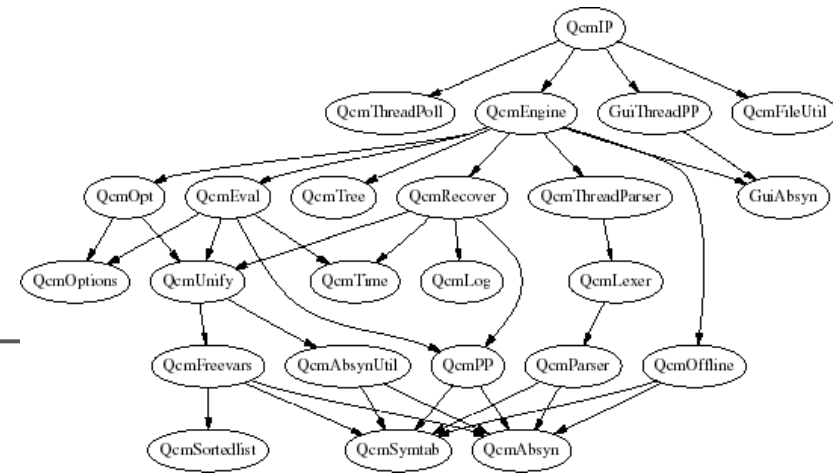 QcmIP
QcmThreadPoll QcmEngine GuiThreadPP QcmFileUtil
QcmOpt QcmEval QcmTree QcmRecover QcmThreadParser GuiAbsyn
QcmOptions QcmUnify QcmTime QcmLog QcmLexer
QcmFreevars QcmAbsynUtil QcmPP QcmParser QcmOffline
QcmSortedlist QcmSymtab QcmAbsyn